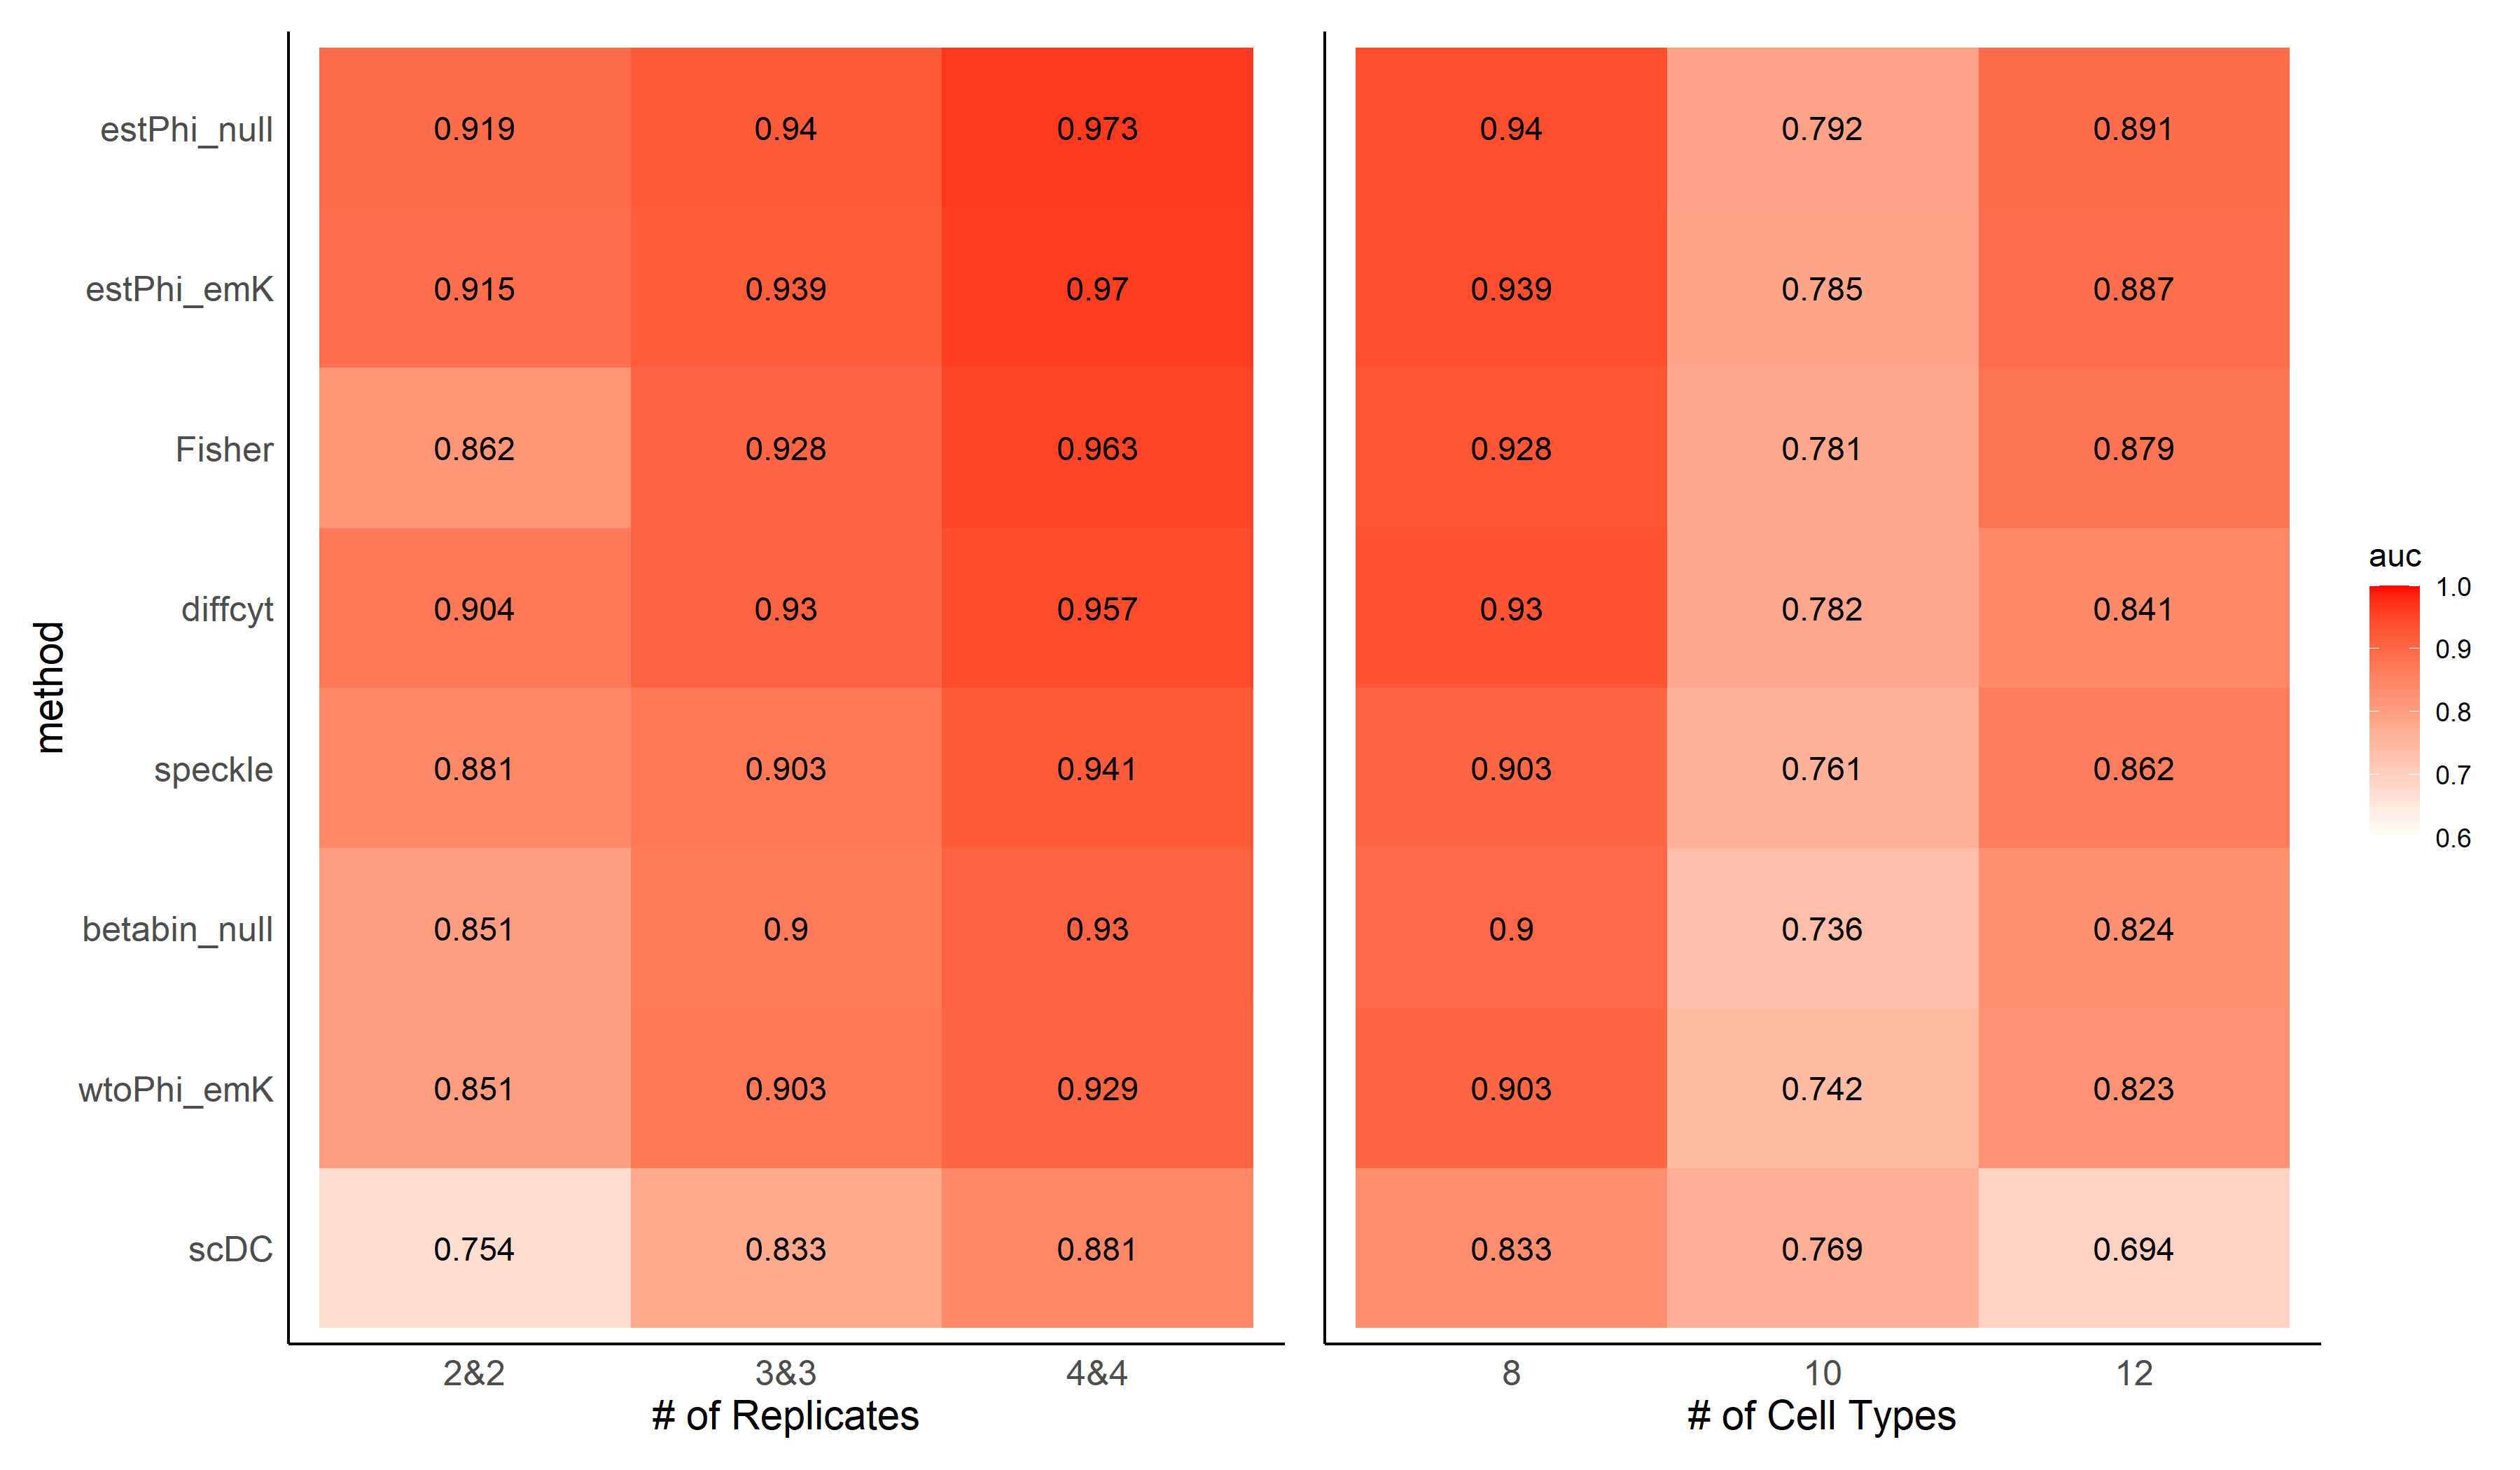 method
estPhi_null 0.919 0.94 0.973 0.94 0.792 0.891
estPhi_emK 0.915 0.939 0.97 0.939 0.785 0.887
Fisher 0.862 0.928 0.963 0.928 0.781 0.879
diffcyt 0.904 0.93 0.957 0.93 0.782 0.841
speckle 0.881 0.903 0.941 0.903 0.761 0.862
betabin_null 0.851 0.9 0.93 0.9 0.736 0.824
wtoPhi_emK 0.851 0.903 0.929 0.903 0.742 0.823
scDC 0.754 0.833 0.881 0.833 0.769 0.694
2&2 3&3 4&4 8 10 12
# of Replicates # of Cell Types
auc
1.0
0.9
0.8
0.7
0.6